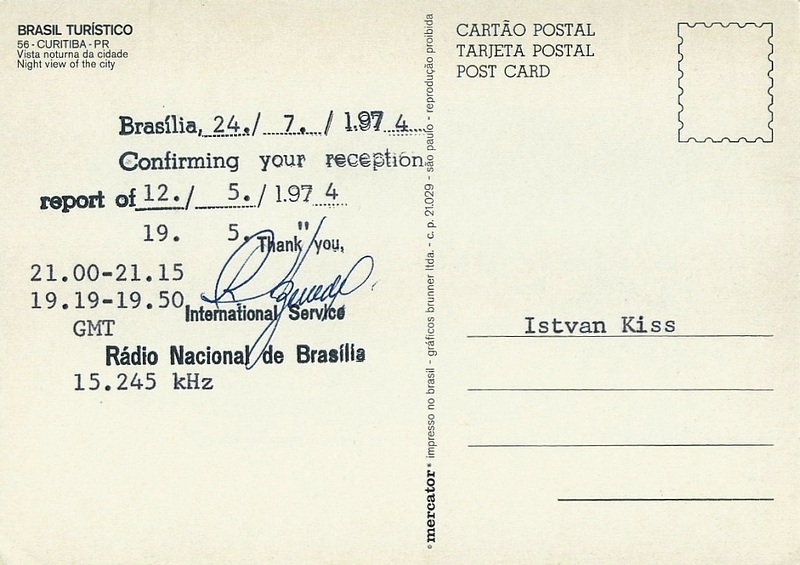 BRASIL TURÍSTICO
56 - CURITIBA - PR
Vista noturna da cidade
Night view of the city
Brasília, 24./ 7. / 1.97 4
Confirming your reception
report of 12./ 5. / 1.97 4
19. 5. "
Thank you,
21.00-21.15
19.19-19.50
International Service
GMT
Rádio Nacional de Brasília
15.245 kHz
mercator* impresso no brasil - gráficos brunner ltda. - c. p. 21.029 - são paulo - reprodução proibida
CARTÃO POSTAL
TARJETA POSTAL
POST CARD
Istvan Kiss